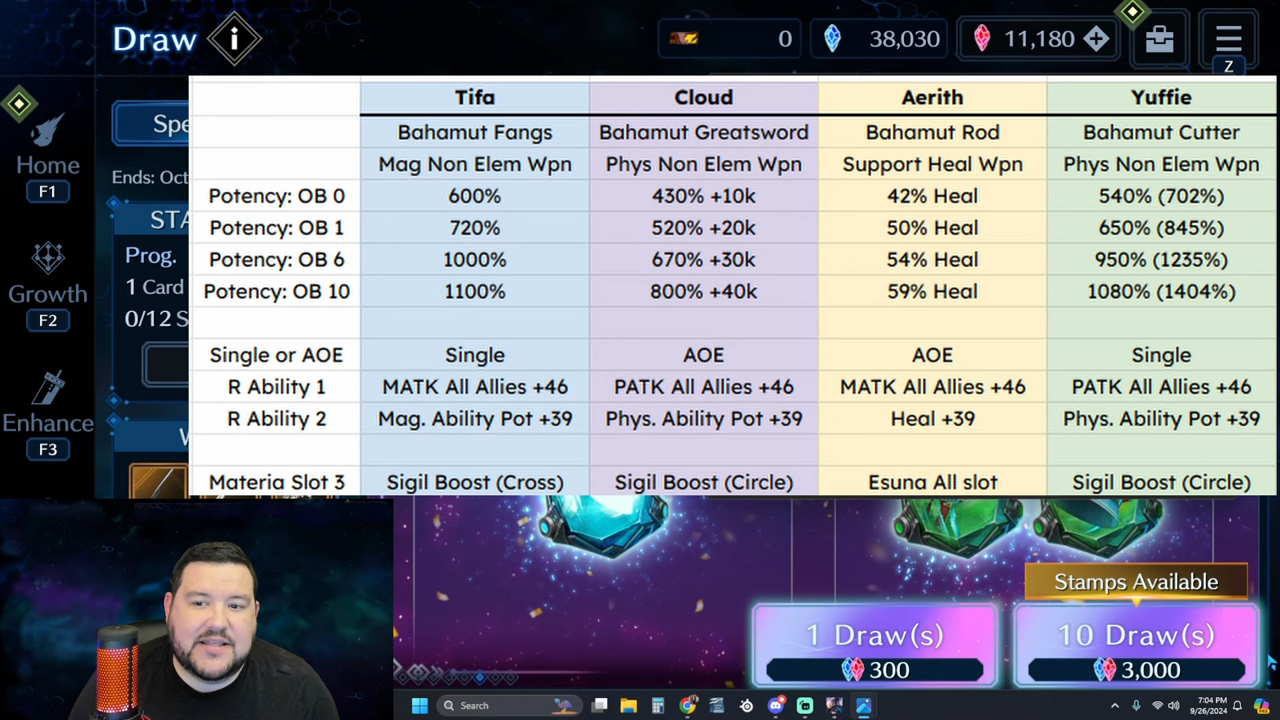 Draw
i
0
38,030
11,180
Z
Home
F1
Growth
F2
Enhance
F3
Spe
Ends: Oct
STA
Prog.
1 Card
0/12 S
W
Tifa Cloud Aerith Yuffie
Bahamut Fangs Bahamut Greatsword Bahamut Rod Bahamut Cutter
Mag Non Elem Wpn Phys Non Elem Wpn Support Heal Wpn Phys Non Elem Wpn
Potency: OB 0 600% 430% +10k 42% Heal 540% (702%)
Potency: OB 1 720% 520% +20k 50% Heal 650% (845%)
Potency: OB 6 1000% 670% +30k 54% Heal 950% (1235%)
Potency: OB 10 1100% 800% +40k 59% Heal 1080% (1404%)
Single or AOE Single AOE AOE Single
R Ability 1 MATK All Allies +46 PATK All Allies +46 MATK All Allies +46 PATK All Allies +46
R Ability 2 Mag. Ability Pot +39 Phys. Ability Pot +39 Heal +39 Phys. Ability Pot +39
Materia Slot 3 Sigil Boost (Cross) Sigil Boost (Circle) Esuna All slot Sigil Boost (Circle)
Stamps Available
1 Draw(s)
300
10 Draw(s)
3,000
Search
7:04 PM
9/26/2024